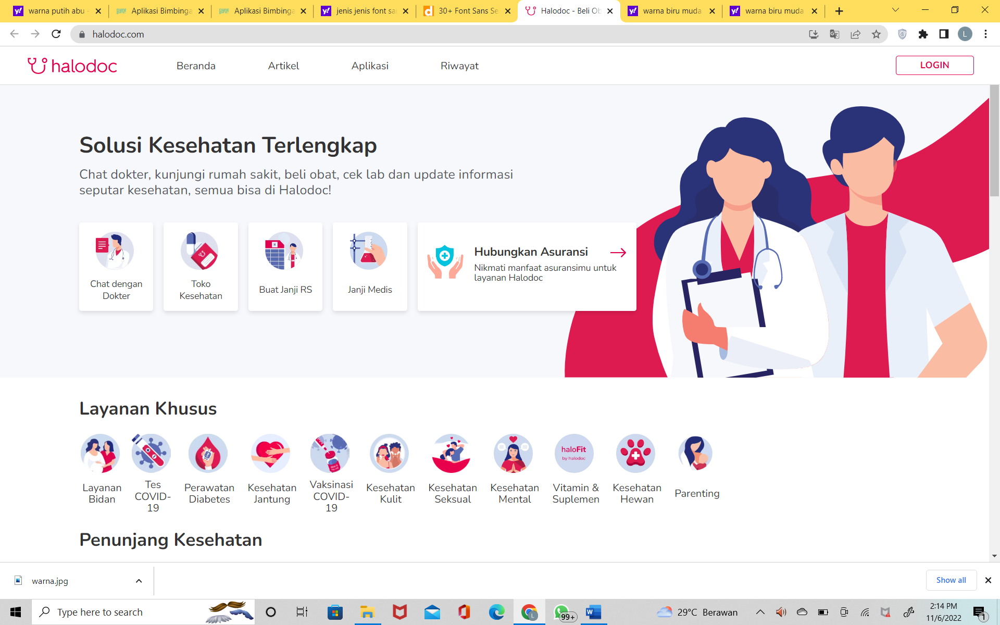 warna putih abu -
Aplikasi Bimbinga
Aplikasi Bimbinga
jenis jenis font sa
30+ Font Sans Se
Halodoc - Beli Ob
warna biru muda
warna biru muda
halodoc.com
L
halodoc
Beranda
Artikel
Aplikasi
Riwayat
LOGIN
Solusi Kesehatan Terlengkap
Chat dokter, kunjungi rumah sakit, beli obat, cek lab dan update informasi
seputar kesehatan, semua bisa di Halodoc!
Chat dengan
Dokter
Toko
Kesehatan
H
Buat Janji RS
Janji Medis
Hubungkan Asuransi
Nikmati manfaat asuransimu untuk
layanan Halodoc
Layanan Khusus
Layanan
Bidan
Tes
COVID-
19
Perawatan
Diabetes
Kesehatan
Jantung
Vaksinasi
COVID-
19
Kesehatan
Kulit
Kesehatan
Seksual
Kesehatan
Mental
haloFit
by halodoc
Vitamin &
Suplemen
Kesehatan
Hewan
Parenting
Penunjang Kesehatan
warna.jpg
Show all
Type here to search
L
99+
W
29°C Berawan
2:14 PM
11/6/2022
1